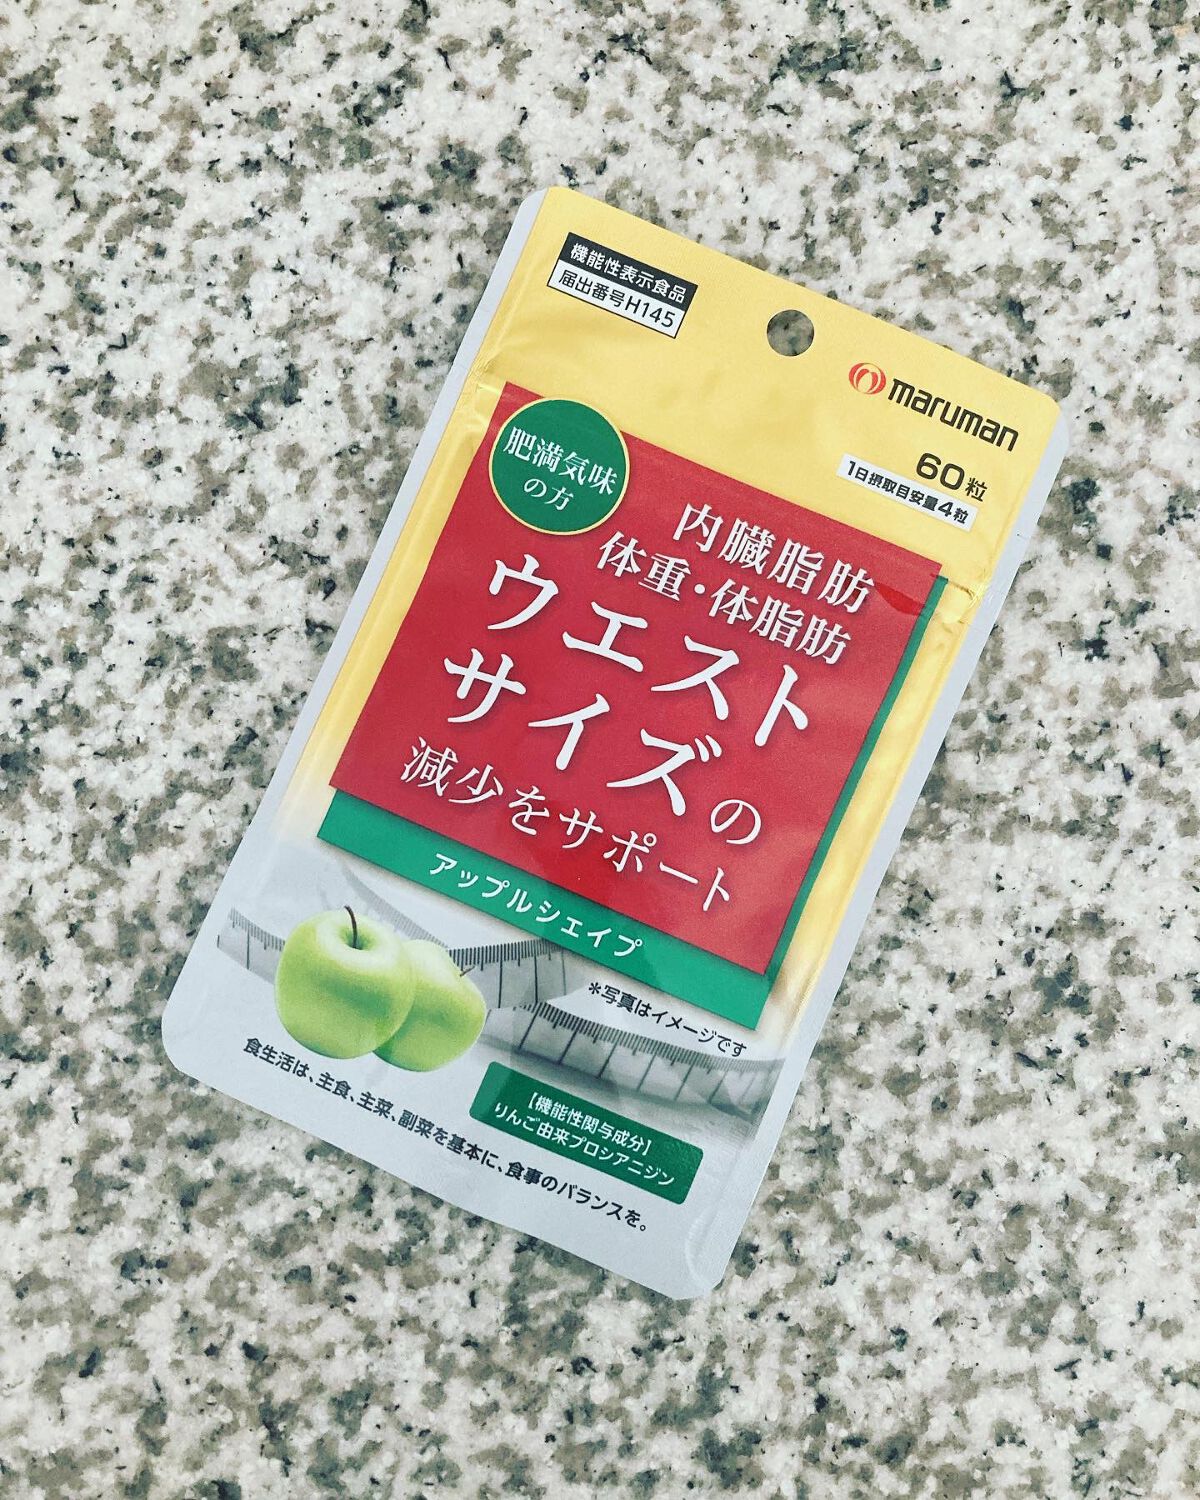 機能性表示食品
届出番号H145
maruman
60粒
1日摂取目安量4粒
肥満気味
の方
内臓脂肪
体重・体脂肪
ウエスト
サイズの
減少をサポート
アップルシェイプ
*写真はイメージです
【機能性関与成分】
りんご由来プロシアニジン
食生活は、主食、主菜、副菜を基本に、食事のバランスを。